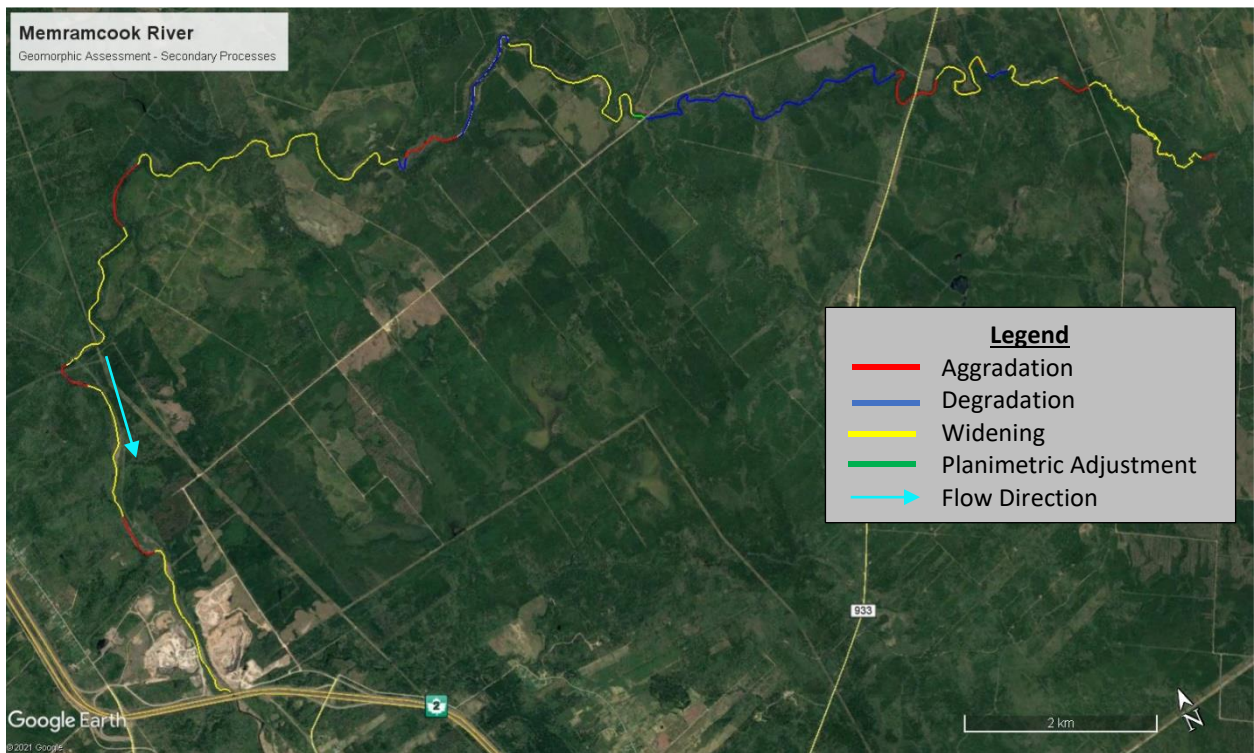 Memramcook River
Geomorphic Assessment - Secondary Processes
Legend
Aggradation
Degradation
Widening
Planimetric Adjustment
Flow Direction
933
2
Google Earth
©2021 Google
2 km
N